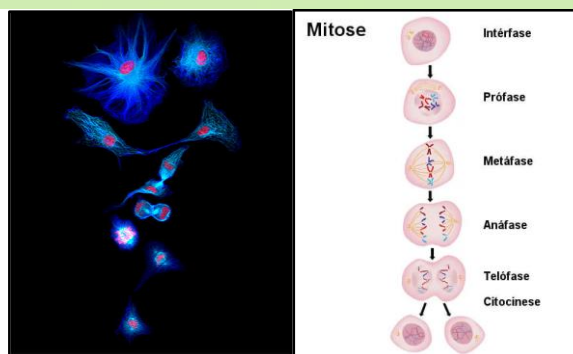 Mitose
Intérfase
Prófase
Metáfase
Anáfase
Telófase
Citocinese